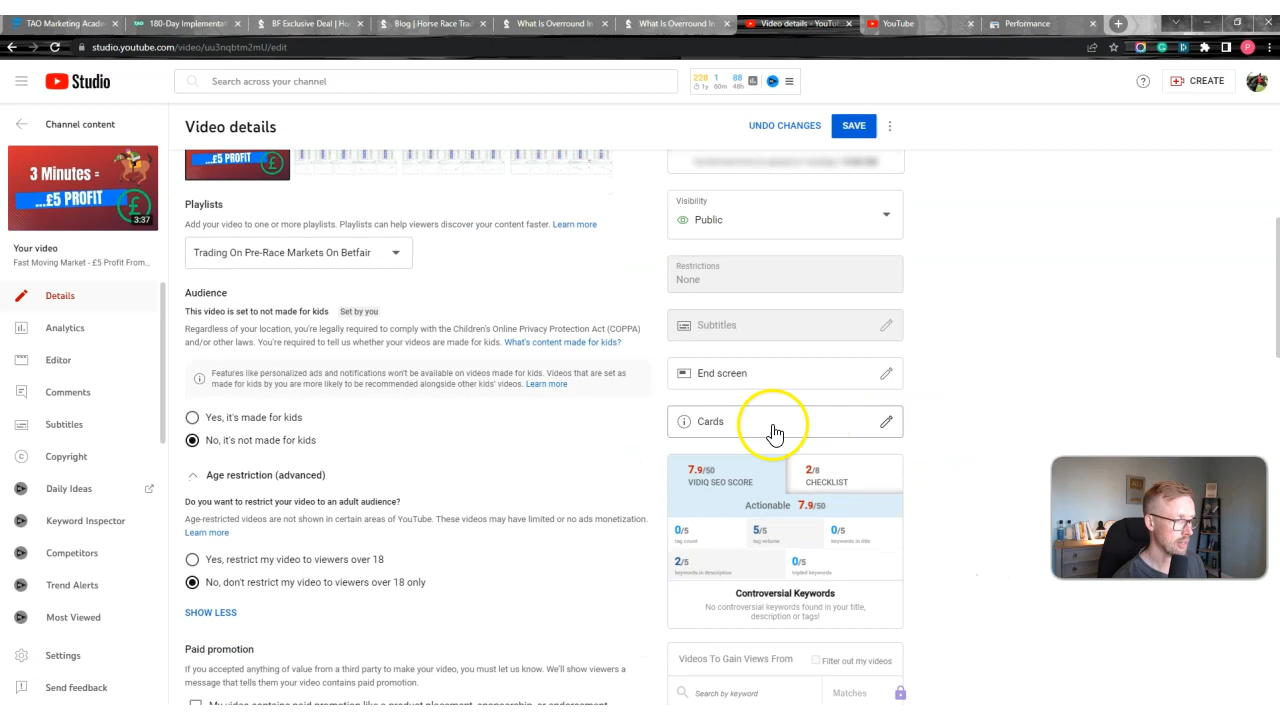 TAO Marketing Acade
180-Day Implementat
BF Exclusive Deal | Ho
Blog | Horse Race Trad
What Is Overround In
What Is Overround In
Video details - YouTu
YouTube
Performance
studio.youtube.com/video/uu3nqbtm2mU/edit
Studio
Search across your channel
228 1 88
1y 60m 48h
CREATE
Channel content
Video details
UNDO CHANGES
SAVE
3 Minutes =
...£5 PROFIT
3:37
Your video
Fast Moving Market - £5 Profit From...
Details
Analytics
Editor
Comments
Subtitles
Copyright
Daily Ideas
Keyword Inspector
Competitors
Trend Alerts
Most Viewed
Settings
Send feedback
...£5 PROFIT
Playlists
Add your video to one or more playlists. Playlists can help viewers discover your content faster. Learn more
Trading On Pre-Race Markets On Betfair
Audience
This video is set to not made for kids Set by you
Regardless of your location, you're legally required to comply with the Children's Online Privacy Protection Act (COPPA)
and/or other laws. You're required to tell us whether your videos are made for kids. What's content made for kids?
Features like personalized ads and notifications won't be available on videos made for kids. Videos that are set as
made for kids by you are more likely to be recommended alongside other kids' videos. Learn more
Yes, it's made for kids
No, it's not made for kids
Age restriction (advanced)
Do you want to restrict your video to an adult audience?
Age-restricted videos are not shown in certain areas of YouTube. These videos may have limited or no ads monetization.
Learn more
Yes, restrict my video to viewers over 18
No, don't restrict my video to viewers over 18 only
SHOW LESS
Paid promotion
If you accepted anything of value from a third party to make your video, you must let us know. We'll show viewers a
message that tells them your video contains paid promotion.
My video contains paid promotion like a product placement, sponsorship, or endorsement
Visibility
Public
Restrictions
None
Subtitles
End screen
Cards
7.9/50
VIDIQ SEO SCORE
2/8
CHECKLIST
Actionable 7.9/50
0/5
tag count
5/5
tag volume
0/5
keywords in title
2/5
keywords in description
0/5
tripled keywords
Controversial Keywords
No controversial keywords found in your title,
description or tags!
Videos To Gain Views From
Filter out my videos
Search by keyword
Matches